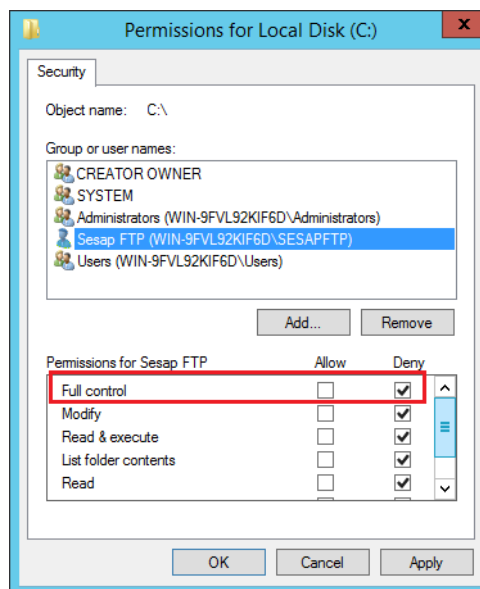 Permissions for Local Disk (C:)
x
Security
Object name: C:\
Group or user names:
CREATOR OWNER
SYSTEM
Administrators (WIN-9FVL92KIF6D\Administrators)
Sesap FTP (WIN-9FVL92KIF6D\SESAPFTP)
Users (WIN-9FVL92KIF6D\Users)
Add... Remove
Permissions for Sesap FTP Allow Deny
Full control
Modify
Read & execute
List folder contents
Read
OK Cancel Apply